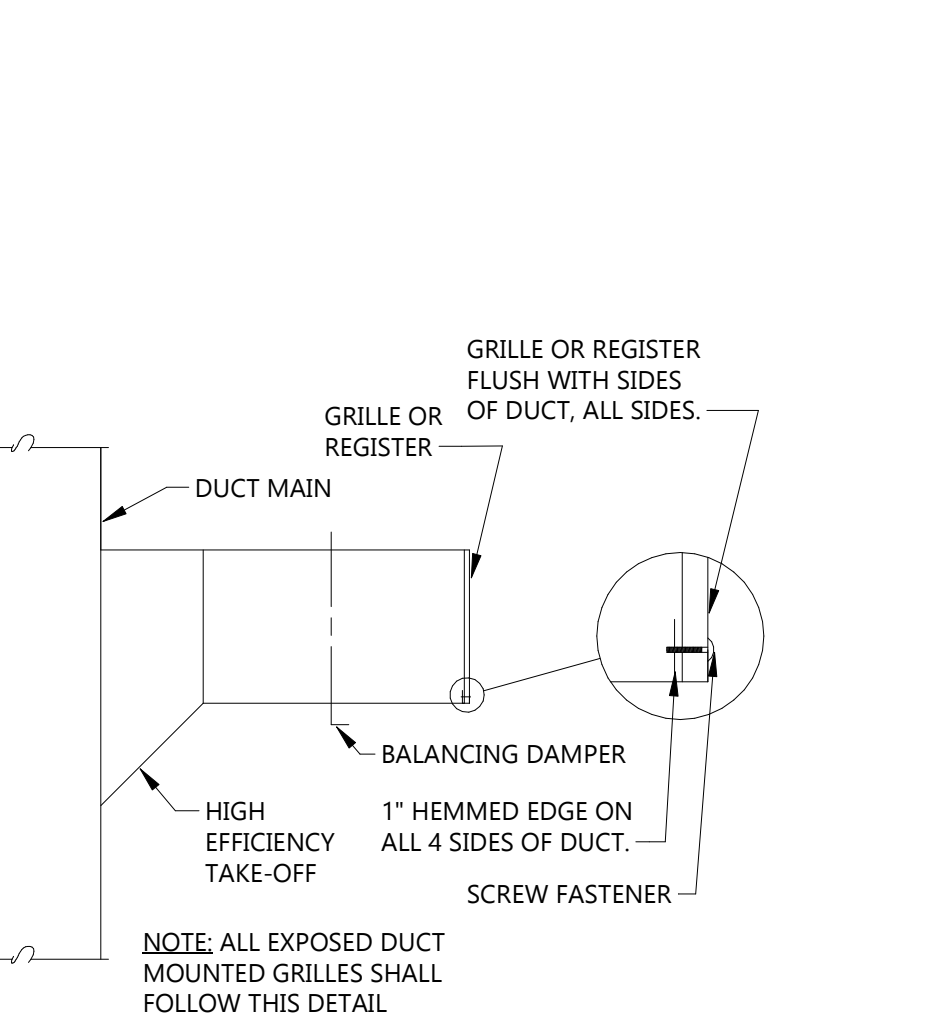 GRILLE OR REGISTER
FLUSH WITH SIDES
OF DUCT, ALL SIDES.
GRILLE OR
REGISTER
DUCT MAIN
BALANCING DAMPER
HIGH
EFFICIENCY
TAKE-OFF
1" HEMMED EDGE ON
ALL 4 SIDES OF DUCT.
SCREW FASTENER
NOTE: ALL EXPOSED DUCT
MOUNTED GRILLES SHALL
FOLLOW THIS DETAIL